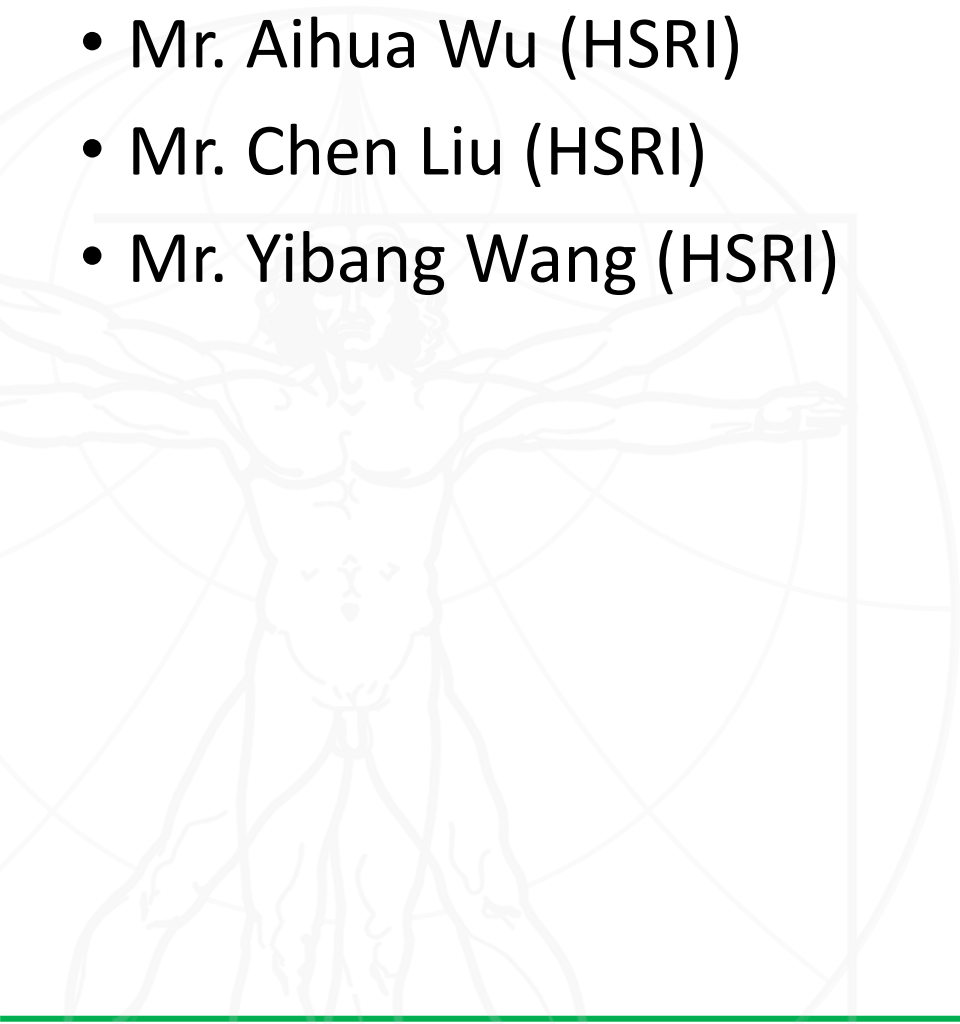 • Mr. Aihua Wu (HSRI)
• Mr. Chen Liu (HSRI)
• Mr. Yibang Wang (HSRI)